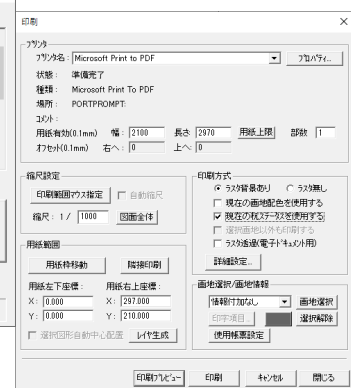 印刷
プリンタ
プリンタ名： Microsoft Print to PDF プロパティ...
状態： 準備完了
種類： Microsoft Print To PDF
場所： PORTPROMPT:
コメント：
用紙有効(0.1mm) 幅： 2100 長さ 2970 用紙上限 部数 1
オフセット(0.1mm) 右へ： 0 上へ： 0
縮尺設定
印刷範囲マウス指定 自動縮尺
縮尺： 1 / 1000 図面全体
用紙範囲
用紙枠移動 隣接印刷
用紙左下座標： 用紙右上座標：
X： 0.000 X： 297.000
Y： 0.000 Y： 210.000
選択図形自動中心配置 レイヤ生成
印刷方式
ラスタ背景あり ラスタ無し
現在の画地配色を使用する
現在の枕ステータスを使用する
選択画地以外も印刷する
ラスタ透過(電子ドキュメント用)
詳細設定...
画地選択/画地情報
情報付加なし 画地選択
印字項目... 選択解除
使用帳票設定
印刷プレビュー 印刷 キャンセル 閉じる